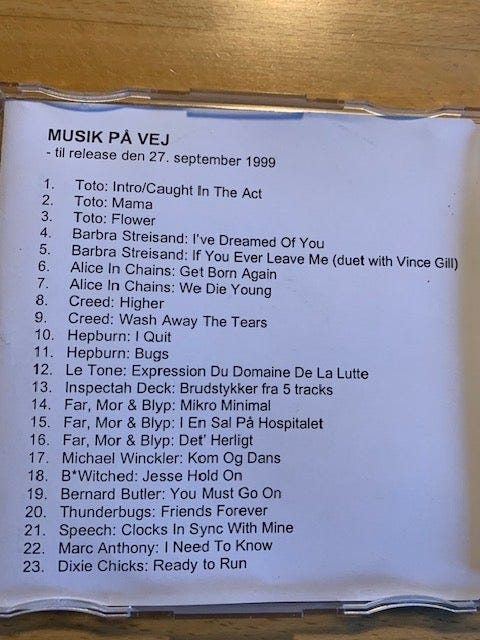 MUSIK PÅ VEJ
- til release den 27. september 1999
1. Toto: Intro/Caught In The Act
2. Toto: Mama
3. Toto: Flower
4. Barbra Streisand: I've Dreamed Of You
5. Barbra Streisand: If You Ever Leave Me (duet with Vince Gill)
6. Alice In Chains: Get Born Again
7. Alice In Chains: We Die Young
8. Creed: Higher
9. Creed: Wash Away The Tears
10. Hepburn: I Quit
11. Hepburn: Bugs
12. Le Tone: Expression Du Domaine De La Lutte
13. Inspectah Deck: Brudstykker fra 5 tracks
14. Far, Mor & Blyp: Mikro Minimal
15. Far, Mor & Blyp: I En Sal På Hospitalet
16. Far, Mor & Blyp: Det' Herligt
17. Michael Winckler: Kom Og Dans
18. B*Witched: Jesse Hold On
19. Bernard Butler: You Must Go On
20. Thunderbugs: Friends Forever
21. Speech: Clocks In Sync With Mine
22. Marc Anthony: I Need To Know
23. Dixie Chicks: Ready to Run